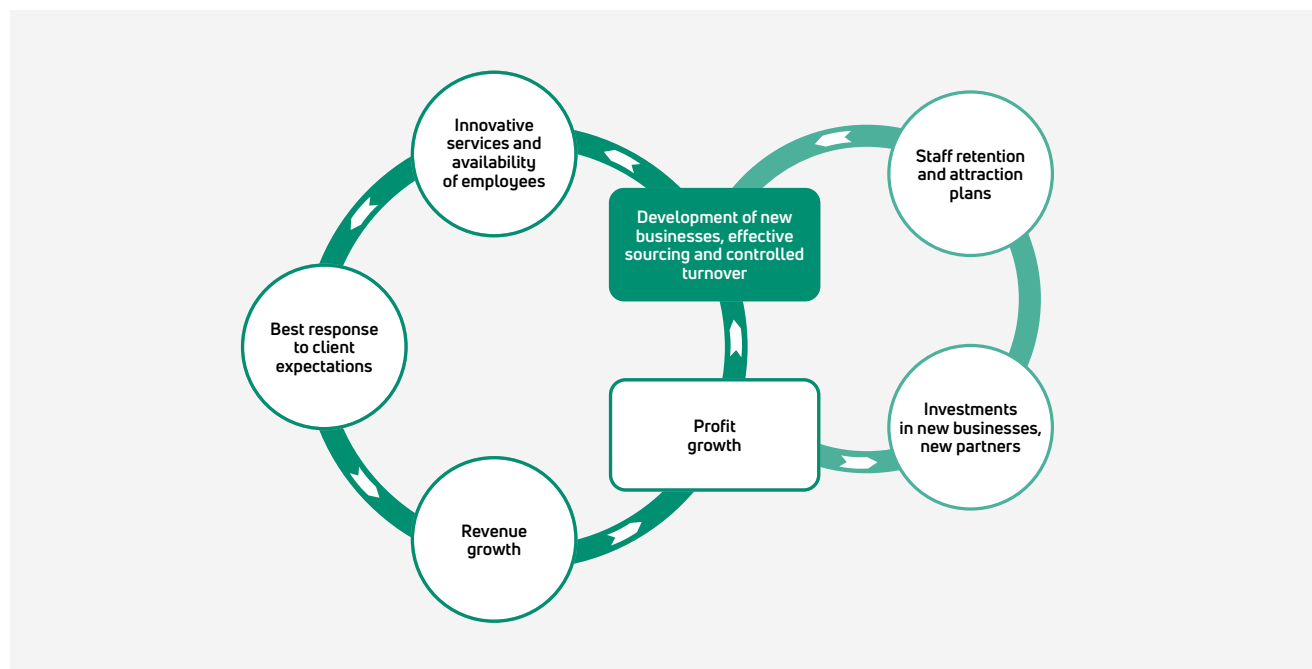 Innovative
services and
availability
of employees
Staff retention
and attraction
plans
Development of new
businesses, effective
sourcing and controlled
turnover
Best response
to client
expectations
Profit
growth
Investments
in new businesses,
new partners
Revenue
growth